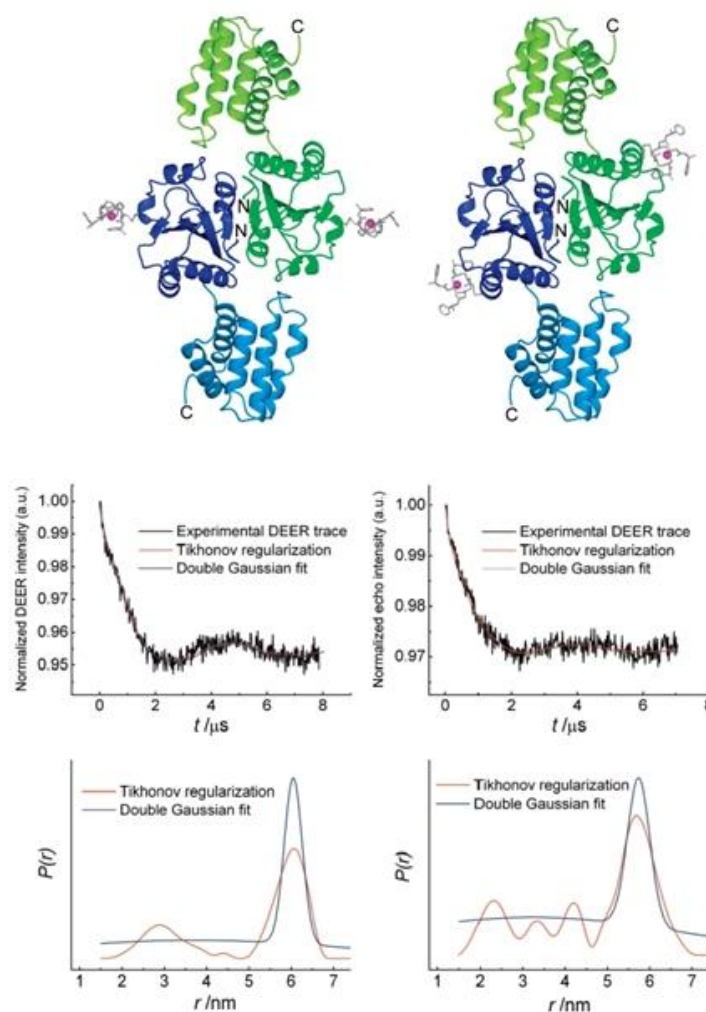 C
C
N
N
N
N
C
C
Normalized DEER intensity (a.u.)
1.00
0.99
0.98
0.97
0.96
0.95
Experimental DEER trace
Tikhonov regularization
Double Gaussian fit
0 2 4 6 8
t /μs
Normalized echo intensity (a.u.)
1.00
0.99
0.98
0.97
Experimental DEER trace
Tikhonov regularization
Double Gaussian fit
0 2 4 6 8
t /μs
P(r)
Tikhonov regularization
Double Gaussian fit
1 2 3 4 5 6 7
r /nm
P(r)
Tikhonov regularization
Double Gaussian fit
1 2 3 4 5 6 7
r /nm